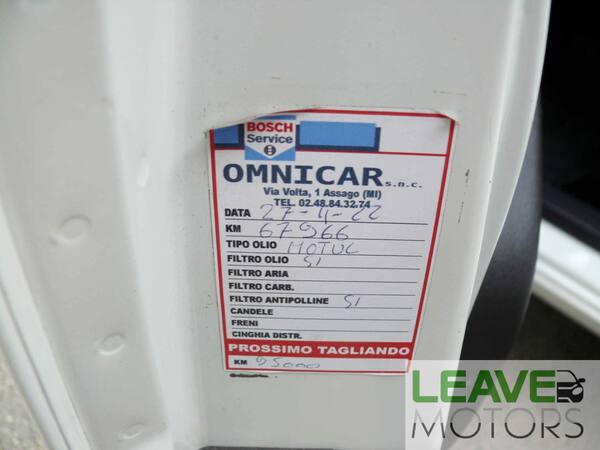 BOSCH
Service
OMNICAR s.n.c.
Via Volta, 1 Assago (MI)
TEL. 02.48.84.32.74
DATA 27-4-22
KM 67966
TIPO OLIO MOTUL
FILTRO OLIO SI
FILTRO ARIA
FILTRO CARB.
FILTRO ANTIPOLLINE SI
CANDELE
FRENI
CINGHIA DISTR.
PROSSIMO TAGLIANDO
KM 95000
LEAVE
MOTORS